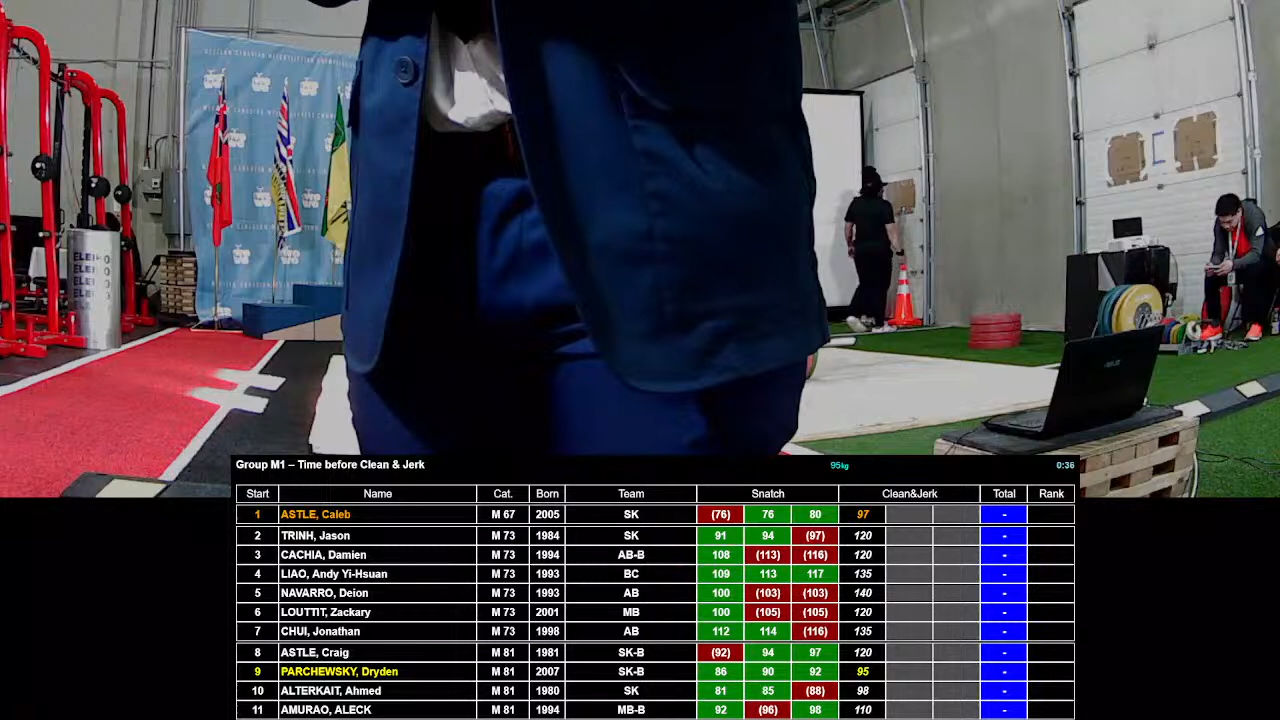 Group M1 – Time before Clean & Jerk 95kg 0:36
Start Name Cat. Born Team Snatch Clean&Jerk Total Rank
1 ASTLE, Caleb M 67 2005 SK (76) 76 80 97 -
2 TRINH, Jason M 73 1984 SK 91 94 (97) 120 -
3 CACHIA, Damien M 73 1994 AB-B 108 (113) (116) 120 -
4 LIAO, Andy Yi-Hsuan M 73 1993 BC 109 113 117 135 -
5 NAVARRO, Deion M 73 1993 AB 100 (103) (103) 140 -
6 LOUTTIT, Zackary M 73 2001 MB 100 (105) (105) 120 -
7 CHUI, Jonathan M 73 1998 AB 112 114 (116) 135 -
8 ASTLE, Craig M 81 1981 SK-B (92) 94 97 120 -
9 PARCHEWSKY, Dryden M 81 2007 SK-B 86 90 92 95 -
10 ALTERKAIT, Ahmed M 81 1980 SK 81 85 (88) 98 -
11 AMURAO, ALECK M 81 1994 MB-B 92 (96) 98 110 -